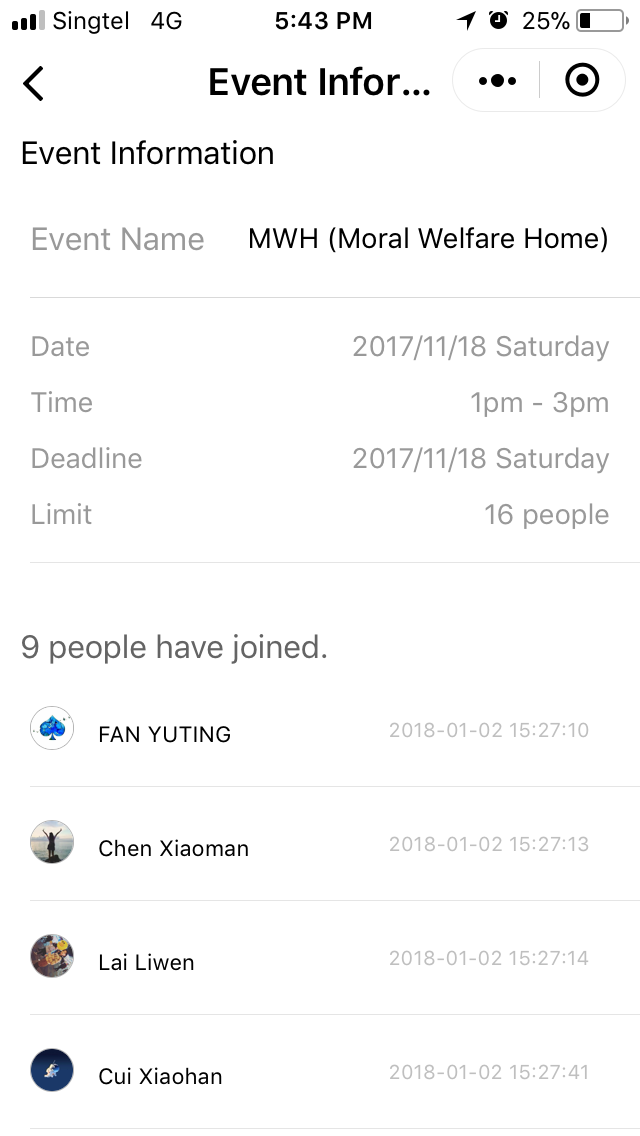 Singtel 4G 5:43 PM 25%
Event Infor...
Event Information
Event Name MWH (Moral Welfare Home)
Date 2017/11/18 Saturday
Time 1pm - 3pm
Deadline 2017/11/18 Saturday
Limit 16 people
9 people have joined.
FAN YUTING 2018-01-02 15:27:10
Chen Xiaoman 2018-01-02 15:27:13
Lai Liwen 2018-01-02 15:27:14
Cui Xiaohan 2018-01-02 15:27:41